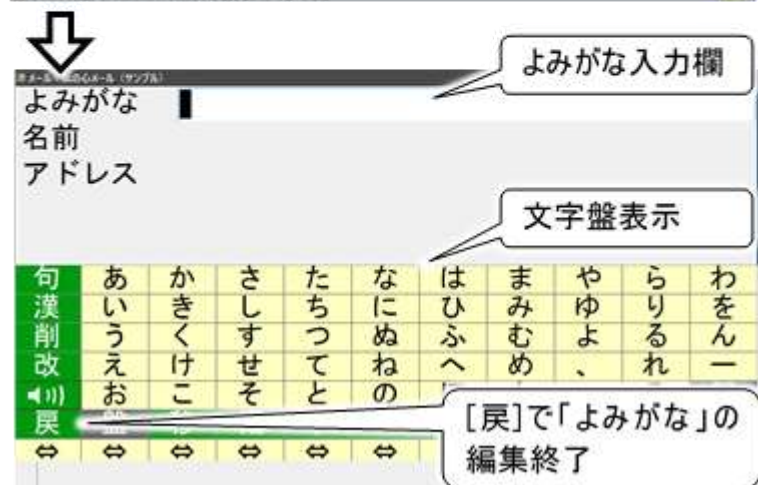 よみがな入力欄
よみがな
名前
アドレス
文字盤表示
句 あ か さ た な は ま や ら わ
漢 い き し ち に ひ み ゆ り を
削 う く す つ ぬ ふ む よ る ん
改 え け せ て ね へ め 、 れ ー
お こ そ と の
戻
⇔ ⇔ ⇔ ⇔ ⇔
[戻]で「よみがな」の
編集終了